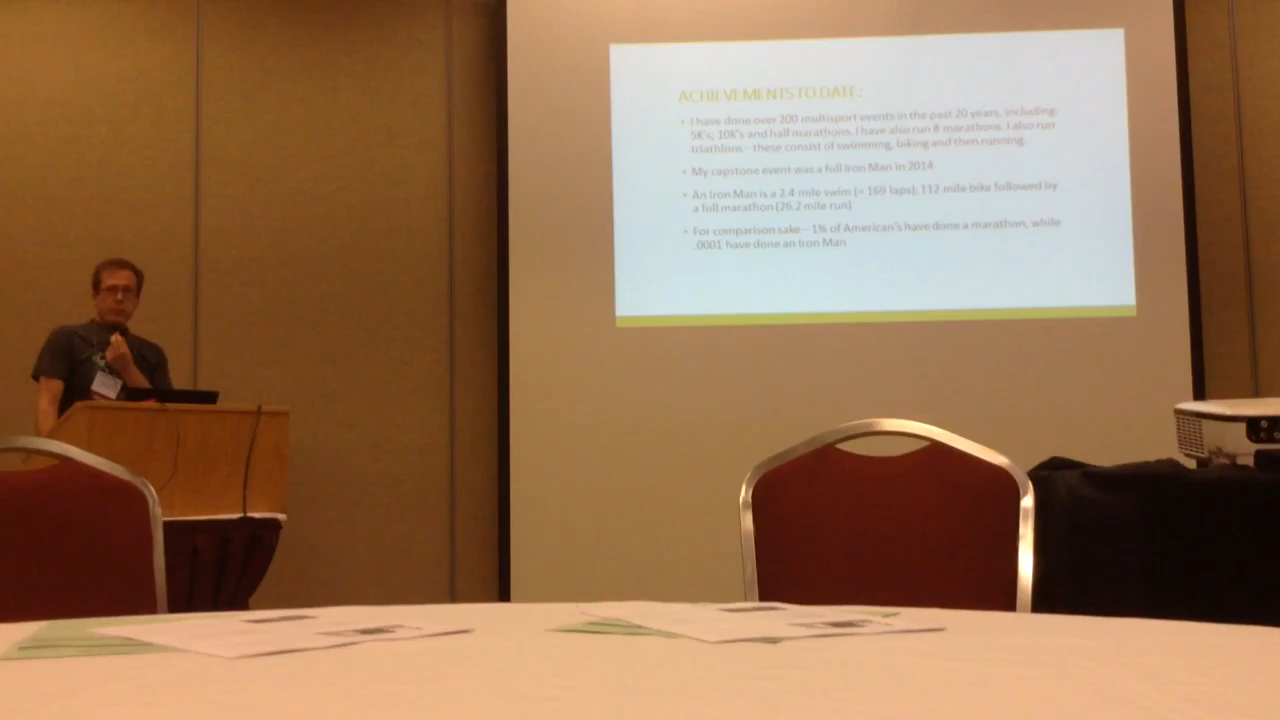 ACHIEVEMENTS TO DATE:
• I have done over 200 multisport events in the past 20 years, including:
5K's; 10K's and half marathons. I have also run 8 marathons. I also run
triathlons – these consist of swimming, biking and then running.
• My capstone event was a full Iron Man in 2014
• An Iron Man is a 2.4 mile swim (= 169 laps); 112 mile bike followed by
a full marathon (26.2 mile run)
• For comparison sake – 1% of American's have done a marathon, while
.0001 have done an Iron Man